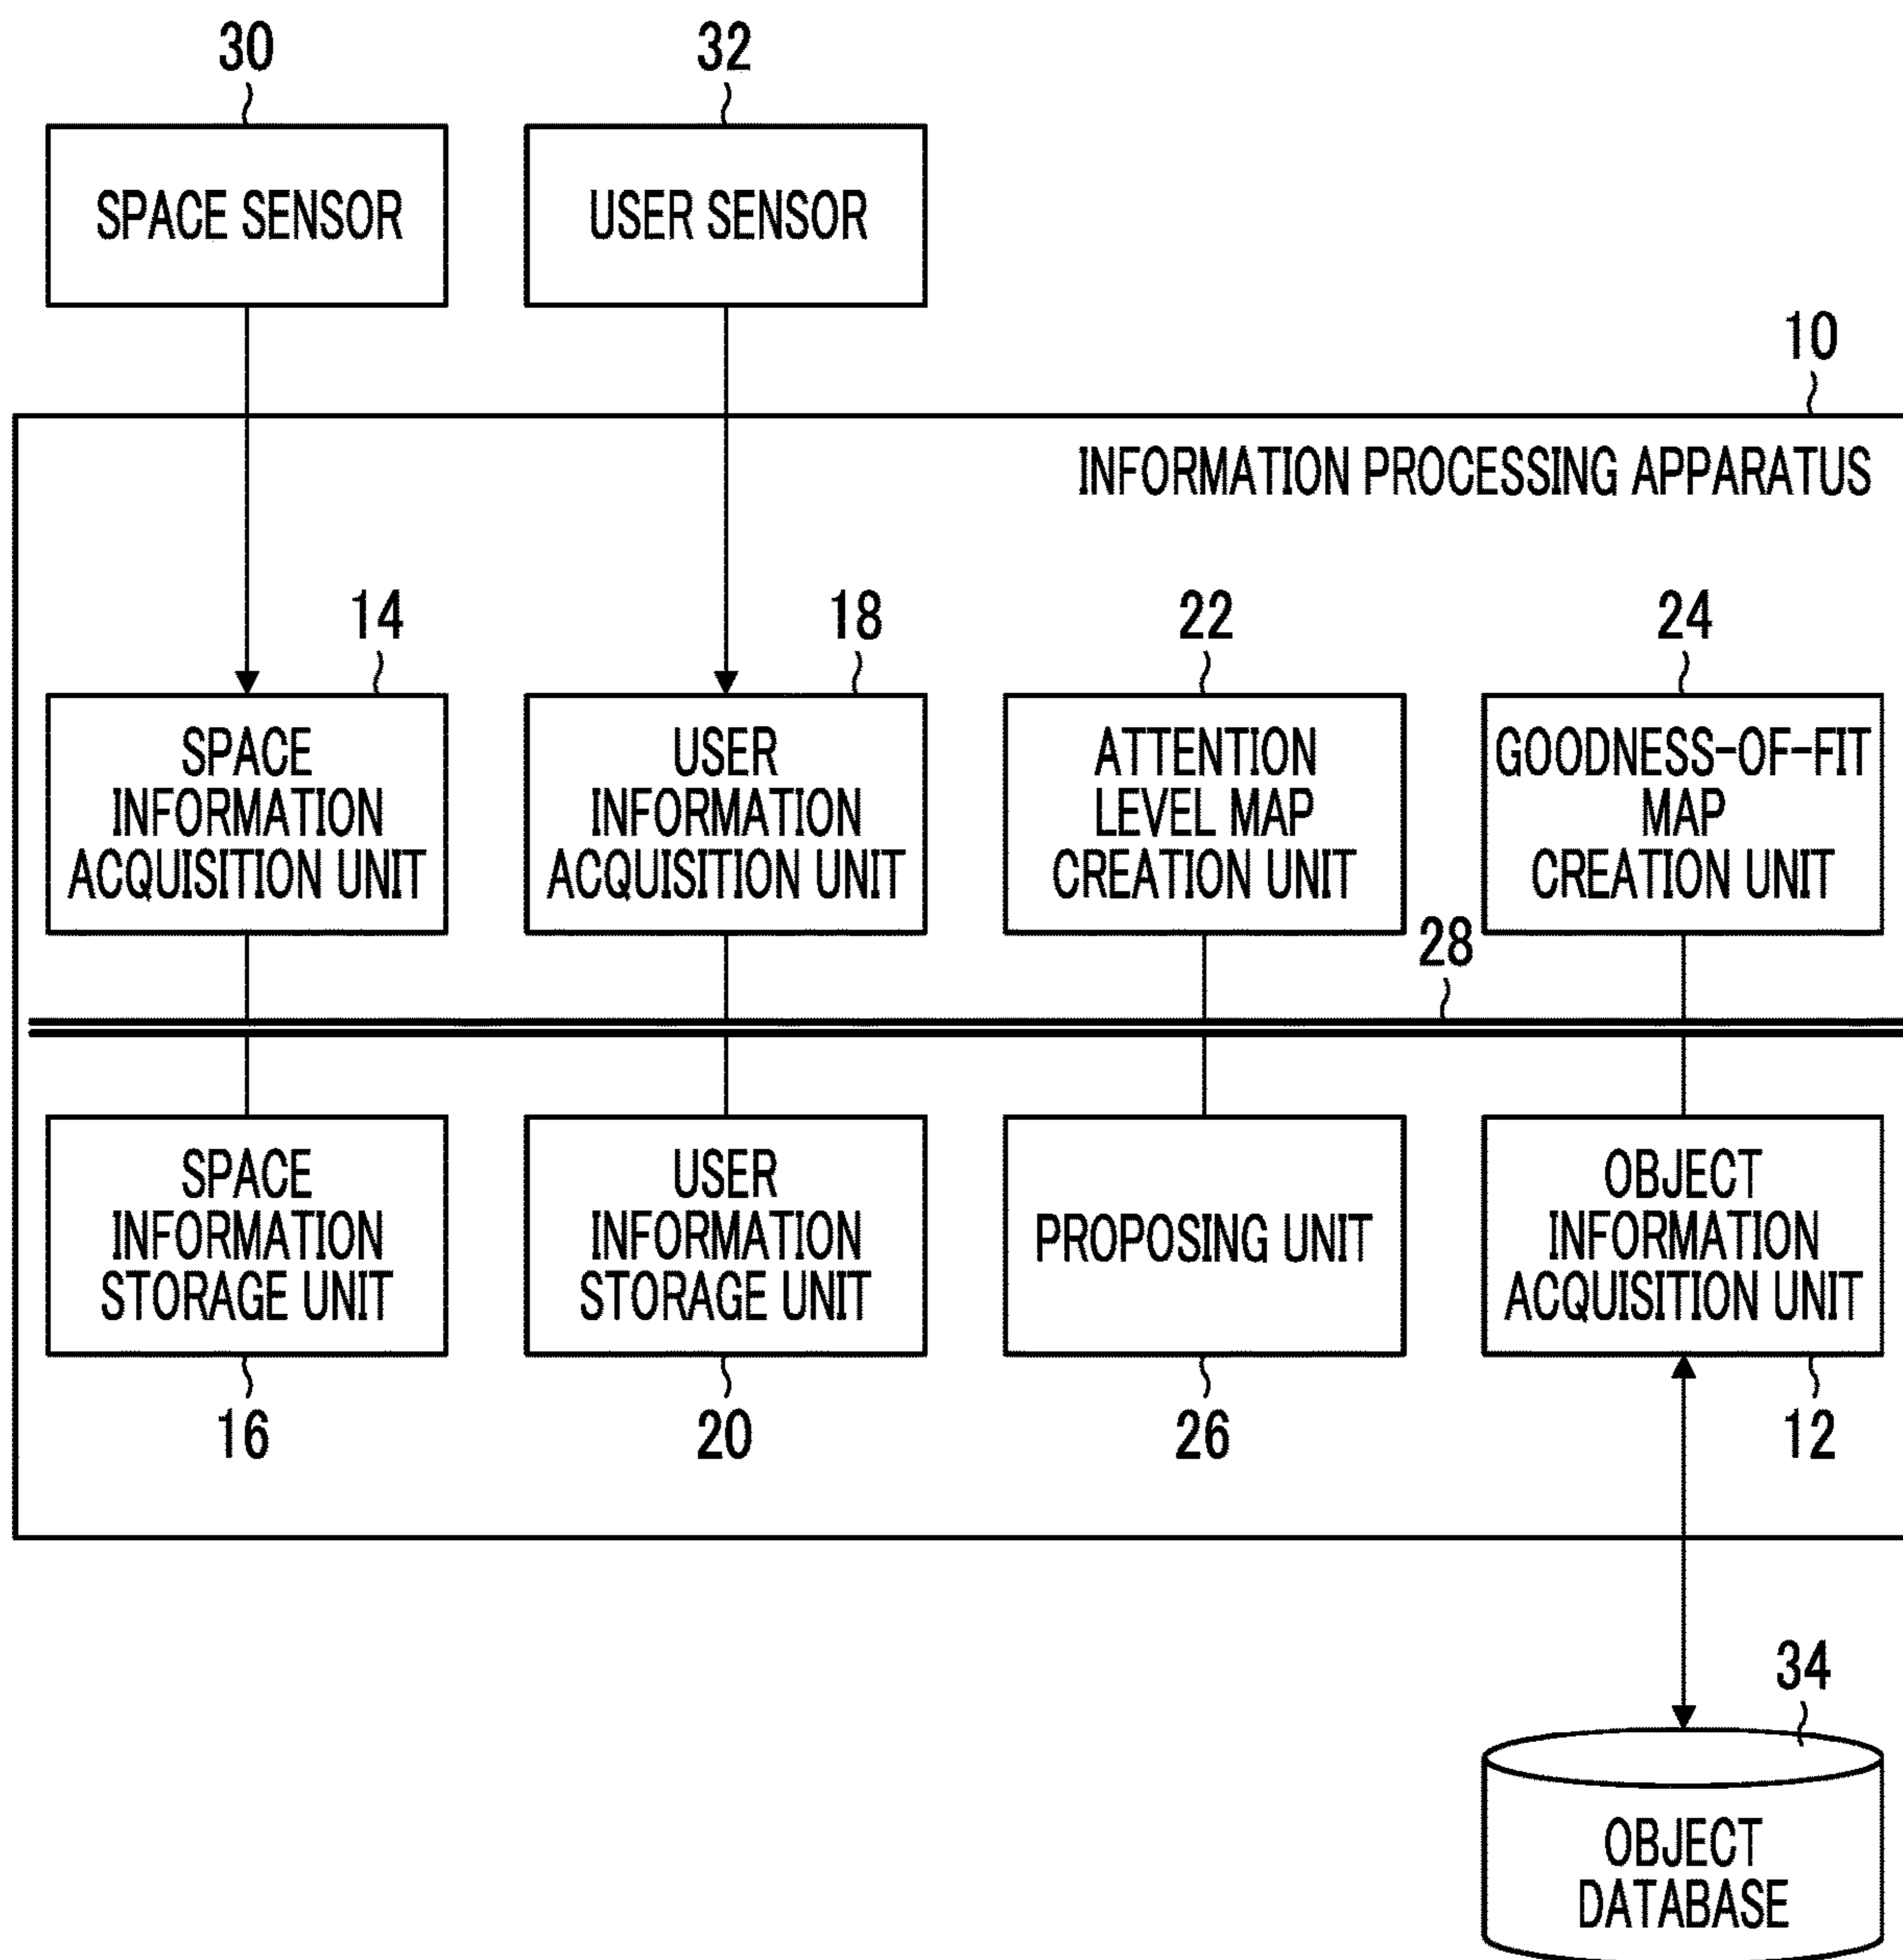 30
32
SPACE SENSOR
USER SENSOR
10
INFORMATION PROCESSING APPARATUS
14
18
22
24
SPACE
INFORMATION
ACQUISITION UNIT
USER
INFORMATION
ACQUISITION UNIT
ATTENTION
LEVEL MAP
CREATION UNIT
GOODNESS-OF-FIT
MAP
CREATION UNIT
28
SPACE
INFORMATION
STORAGE UNIT
USER
INFORMATION
STORAGE UNIT
PROPOSING UNIT
OBJECT
INFORMATION
ACQUISITION UNIT
16
20
26
12
34
OBJECT
DATABASE